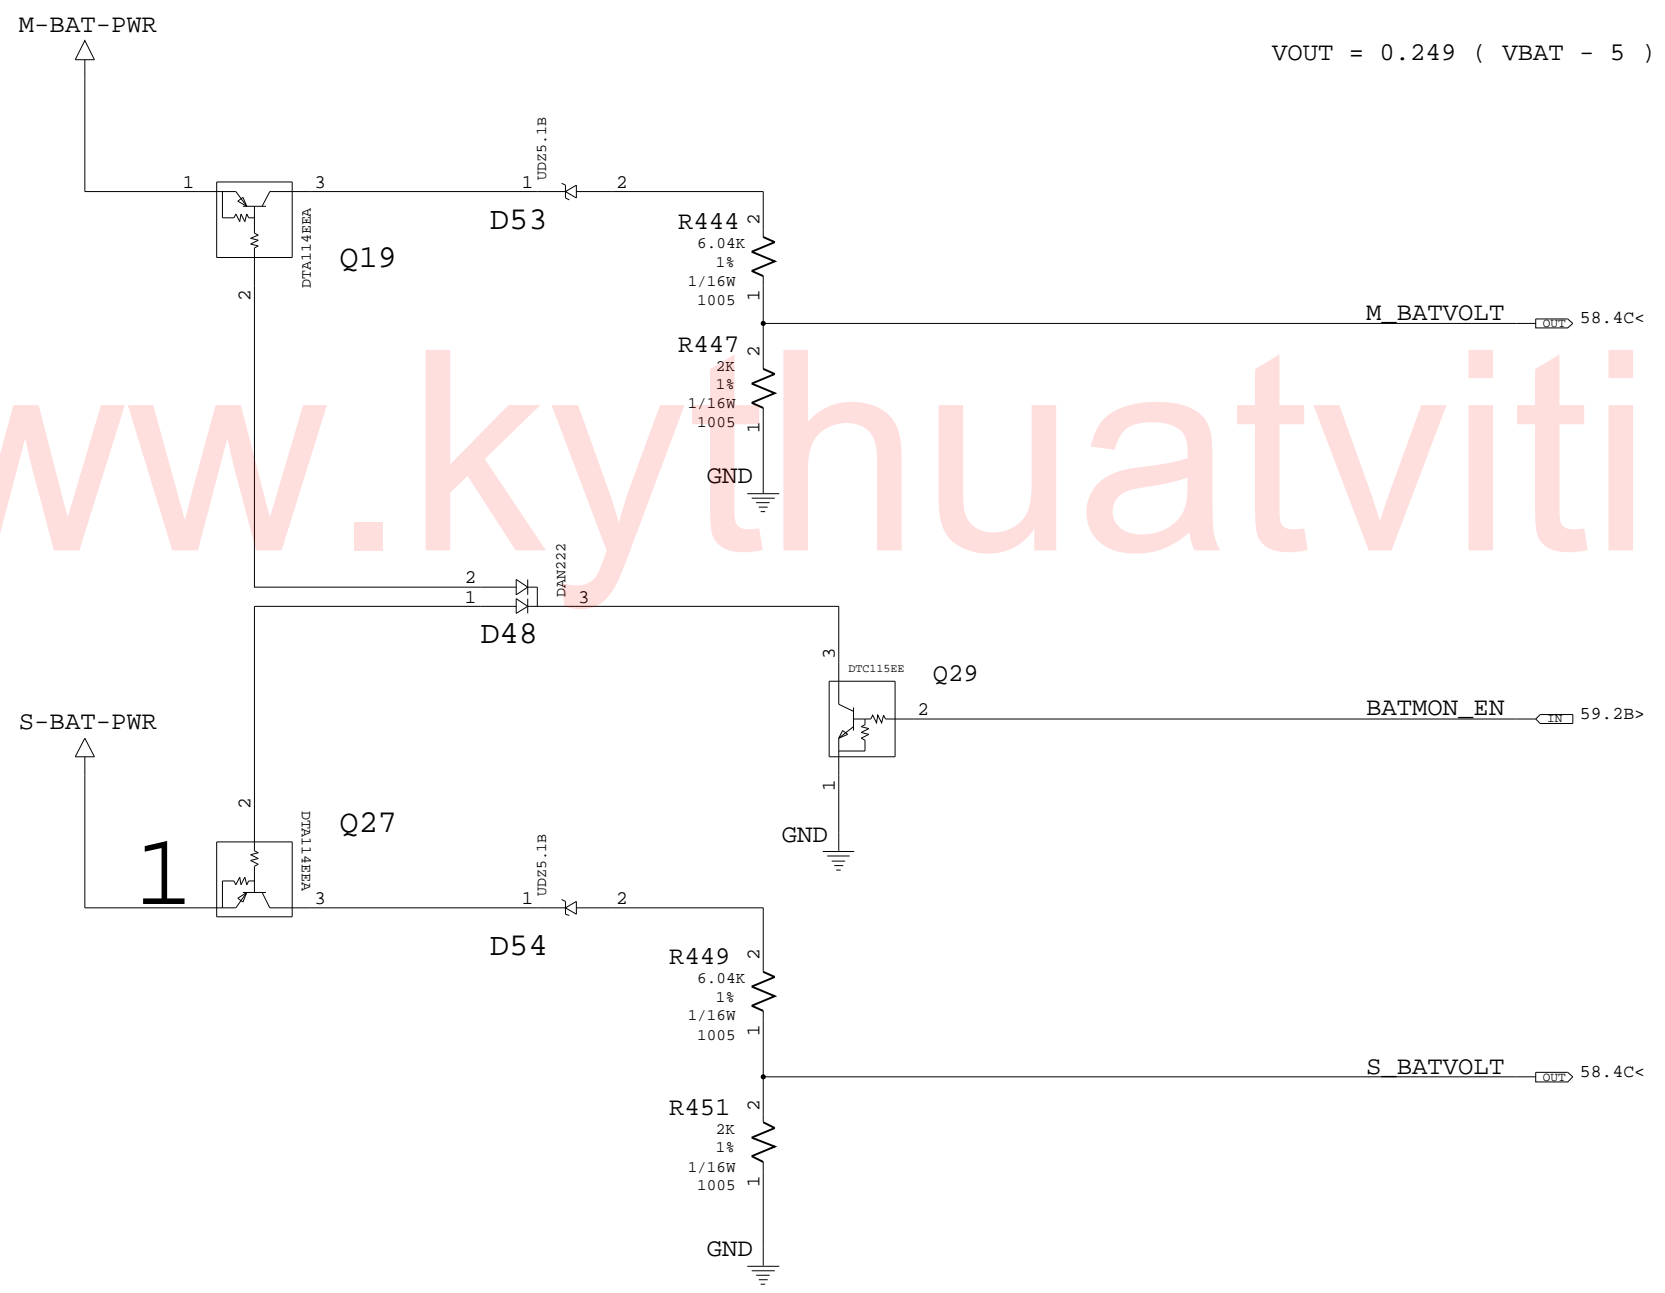 M-BAT-PWR
VOUT = 0.249 ( VBAT - 5 )
1
3
1
UDZ5.1B
2
D53
DTA114EEA
Q19
2
R444
6.04K
1%
1/16W
1005
2
1
M_BATVOLT
OUT
58.4C<
R447
2K
1%
1/16W
1005
2
1
GND
ww.kythuatviti
2
1
DAN222
3
D48
3
DTC115EE
Q29
2
BATMON_EN
IN
59.2B>
1
GND
S-BAT-PWR
2
DTA114EEA
Q27
1
3
1
UDZ5.1B
2
D54
R449
6.04K
1%
1/16W
1005
2
1
S_BATVOLT
OUT
58.4C<
R451
2K
1%
1/16W
1005
2
1
GND